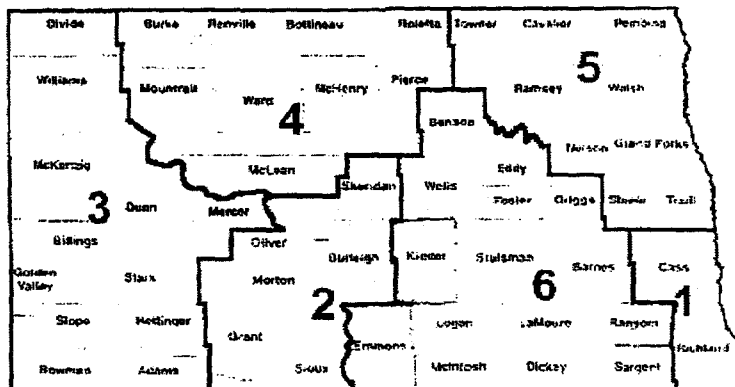 Divide Burke Renville Bottineau Rolette Towner Cavalier Pembina
5
Williams Mountrail Ward McHenry Pierce Ramsey Walsh
4
Benson
Nelson Grand Forks
McKenzie McLean Sheridan Wells Eddy
3 Dunn Mercer Foster Griggs Steele Traill
Billings Oliver
Burleigh Kidder Stutsman Barnes Cass
Golden
Valley
Stark Morton 2 6 1
Slope Hettinger Grant Emmons Logan LaMoure Ransom Richland
Bowman Adams Sioux McIntosh Dickey Sargent